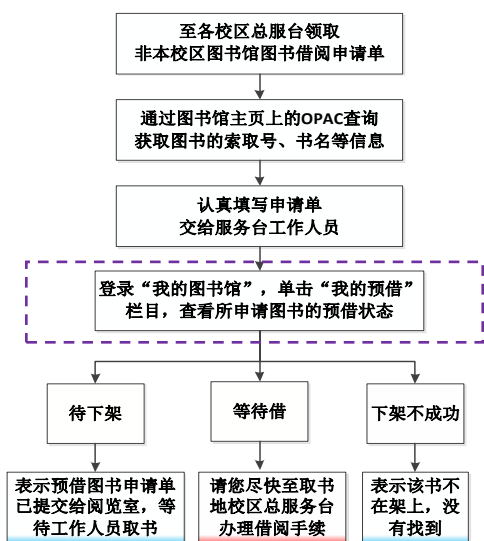 至各校区总服台领取
非本校区图书馆图书借阅申请单
通过图书馆主页上的OPAC查询
获取图书的索取号、书名等信息
认真填写申请单
交给服务台工作人员
登录“我的图书馆”，单击“我的预借”
栏目，查看所申请图书的预借状态
待下架
等待借
下架不成功
表示预借图书申请单
已提交给阅览室，等
待工作人员取书
请您尽快至取书
地校区总服务台
办理借阅手续
表示该书不
在架上，没
有找到